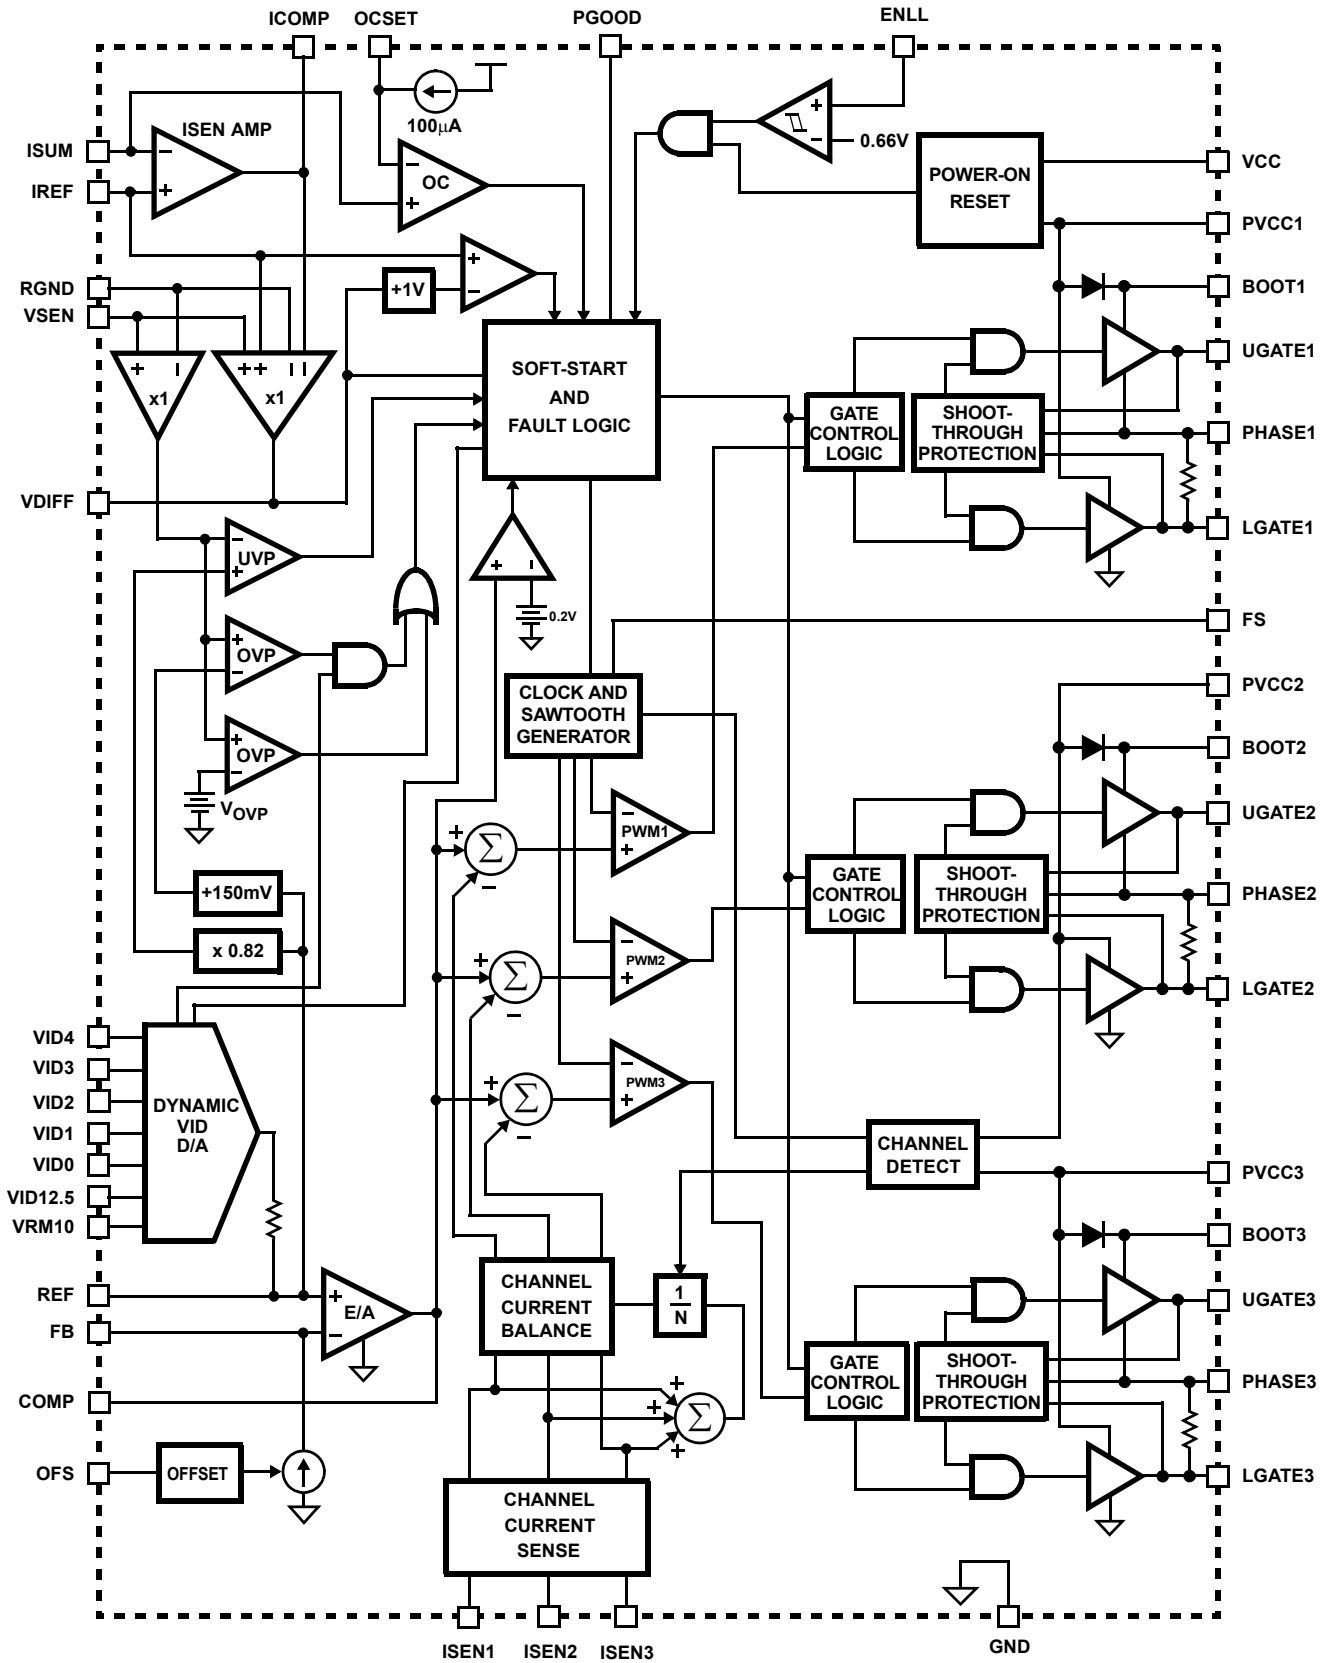 ICOMP
OCSET
PGOOD
ENLL
ISEN AMP
100µA
ISUM
IREF
−
+
−
+
OC
+
−
0.66V
POWER-ON
RESET
VCC
PVCC1
RGND
VSEN
+1V
+
−
BOOT1
+
−
x1
+
+
−
−
x1
SOFT-START
AND
FAULT LOGIC
UGATE1
GATE
CONTROL
LOGIC
SHOOT-
THROUGH
PROTECTION
PHASE1
VDIFF
LGATE1
−
+
UVP
+
−
0.2V
FS
+
−
OVP
PVCC2
CLOCK AND
SAWTOOTH
GENERATOR
+
−
OVP
BOOT2
VOVP
−
+
PWM1
UGATE2
+
Σ
−
+150mV
GATE
CONTROL
LOGIC
SHOOT-
THROUGH
PROTECTION
PHASE2
x 0.82
−
+
PWM2
+
Σ
−
LGATE2
VID4
VID3
VID2
VID1
VID0
VID12.5
VRM10
DYNAMIC
VID
D/A
−
+
PWM3
+
Σ
−
CHANNEL
DETECT
PVCC3
BOOT3
REF
FB
+
−
E/A
CHANNEL
CURRENT
BALANCE
1
N
UGATE3
GATE
CONTROL
LOGIC
SHOOT-
THROUGH
PROTECTION
PHASE3
COMP
+
+
+
Σ
OFS
OFFSET
LGATE3
CHANNEL
CURRENT
SENSE
ISEN1
ISEN2
ISEN3
GND